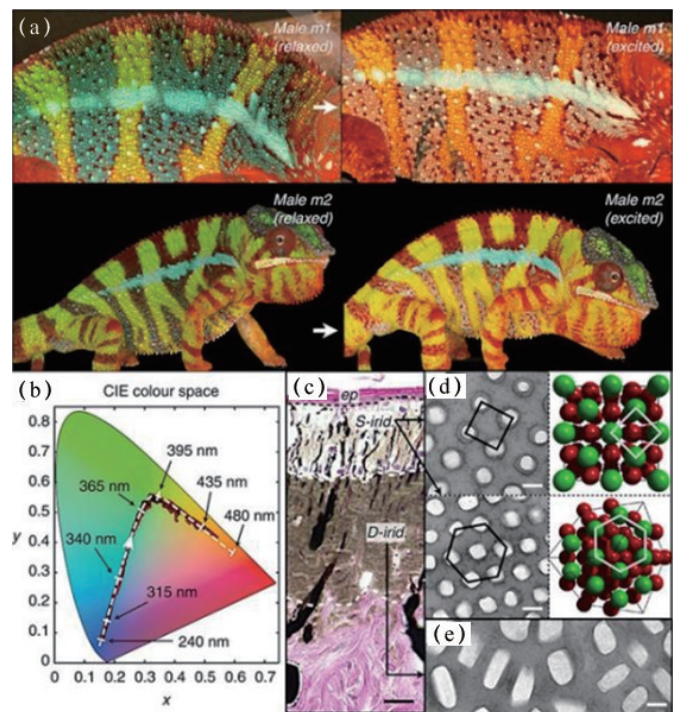 (a)
Male m1
(relaxed)
Male m1
(excited)
Male m2
(relaxed)
Male m2
(excited)
(b)
CIE colour space
0.8
0.7
0.6
0.5
0.4
0.3
0.2
0.1
0
y
395 nm
365 nm
435 nm
480 nm
340 nm
315 nm
240 nm
0 0.1 0.2 0.3 0.4 0.5 0.6 0.7
x
(c)
ep
S-irid.
D-irid.
(d)
(e)